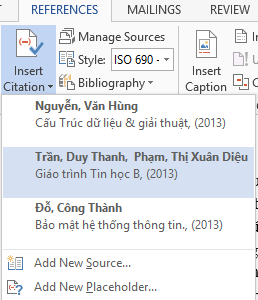 REFERENCES MAILINGS REVIEW
Insert Citation
Manage Sources
Style: ISO 690 -
Bibliography
Insert Caption
Nguyễn, Văn Hùng
Cấu Trúc dữ liệu & giải thuật, (2013)
Trần, Duy Thanh, Phạm, Thị Xuân Diệu
Giáo trình Tin học B, (2013)
Đỗ, Công Thành
Bảo mật hệ thống thông tin., (2013)
Add New Source...
Add New Placeholder...